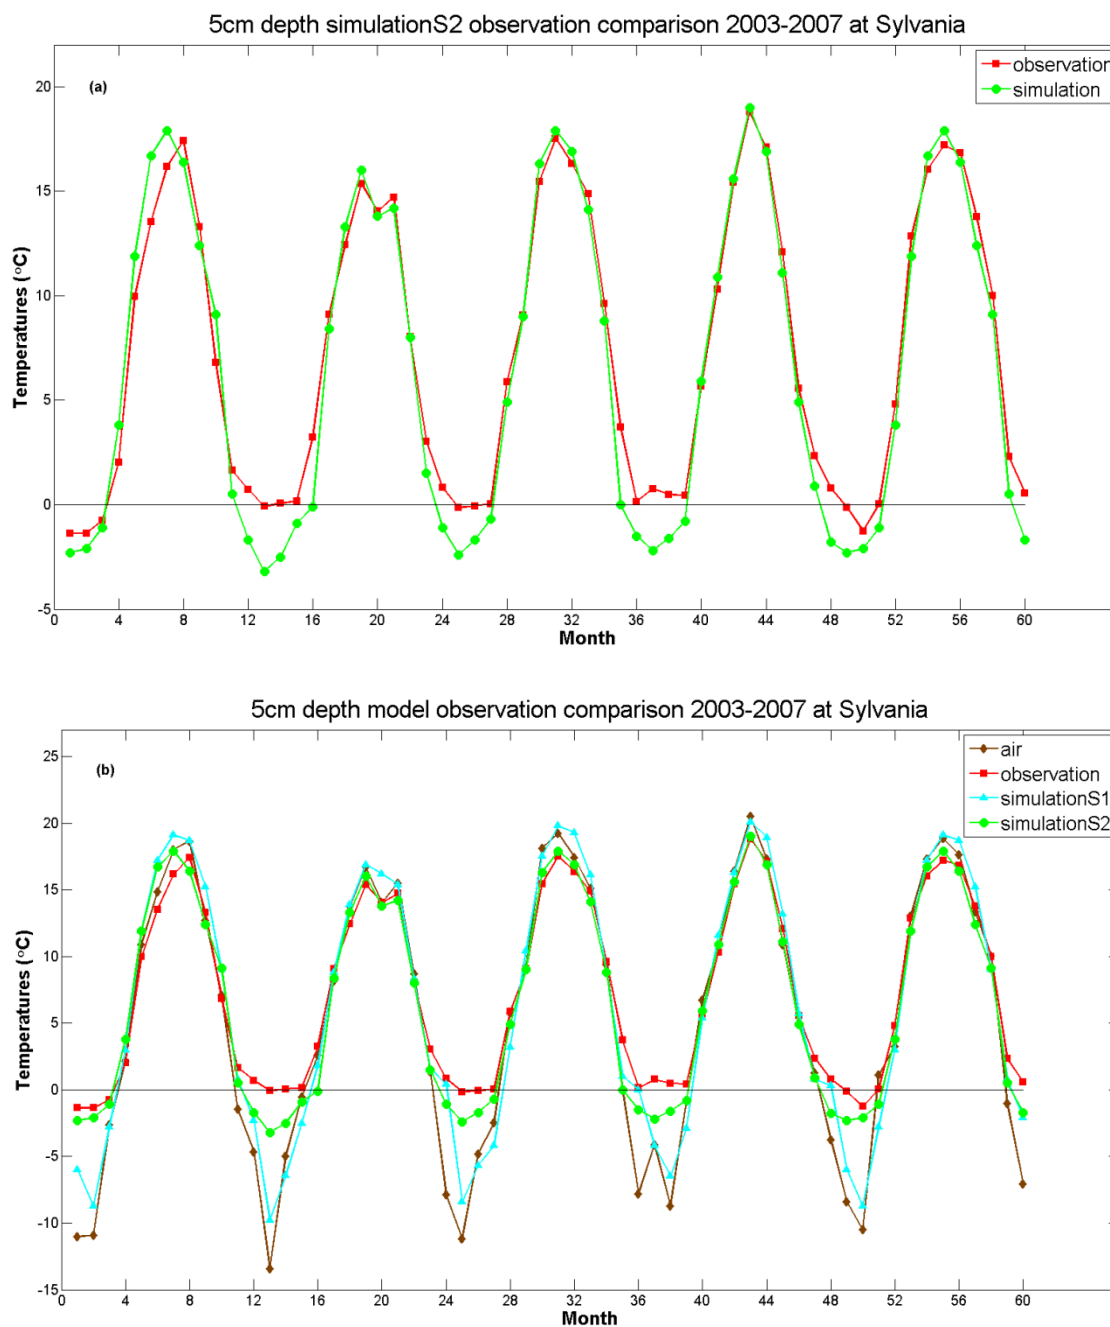 5cm depth simulationS2 observation comparison 2003-2007 at Sylvania
(a)
observation
simulation
20
15
10
5
0
-5
Temperatures (°C)
0 4 8 12 16 20 24 28 32 36 40 44 48 52 56 60
Month
5cm depth model observation comparison 2003-2007 at Sylvania
(b)
air
observation
simulationS1
simulationS2
25
20
15
10
5
0
-5
-10
-15
Temperatures (°C)
0 4 8 12 16 20 24 28 32 36 40 44 48 52 56 60
Month